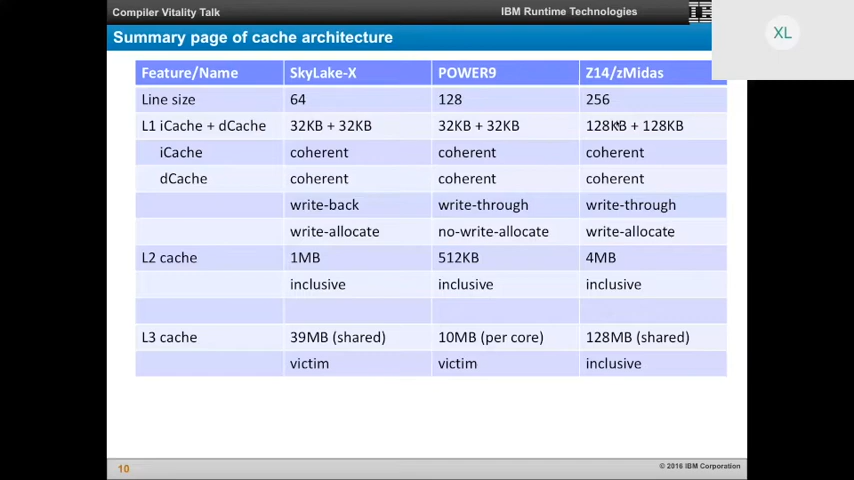 Compiler Vitality Talk
IBM Runtime Technologies
IBM
XL
Summary page of cache architecture
Feature/Name SkyLake-X POWER9 Z14/zMidas
Line size 64 128 256
L1 iCache + dCache 32KB + 32KB 32KB + 32KB 128KB + 128KB
iCache coherent coherent coherent
dCache coherent coherent coherent
write-back write-through write-through
write-allocate no-write-allocate write-allocate
L2 cache 1MB 512KB 4MB
inclusive inclusive inclusive
L3 cache 39MB (shared) 10MB (per core) 128MB (shared)
victim victim inclusive
10
© 2016 IBM Corporation